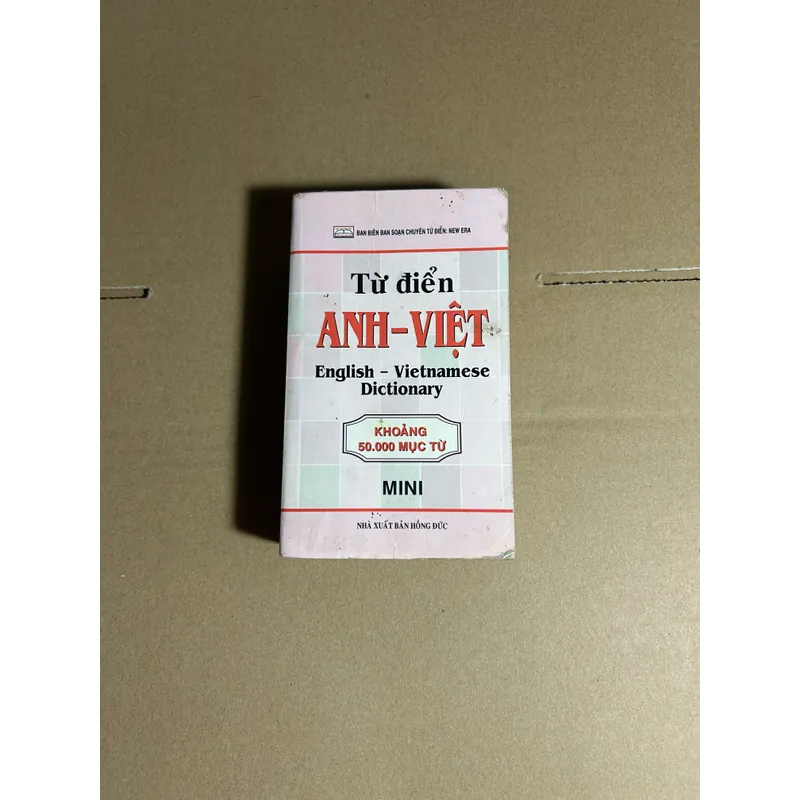 BAN BIÊN BAN SOẠN CHUYÊN TỪ ĐIỂN: NEW ERA
Từ điển
ANH-VIỆT
English - Vietnamese
Dictionary
KHOẢNG
50.000 MỤC TỪ
MINI
NHÀ XUẤT BẢN HỒNG ĐỨC